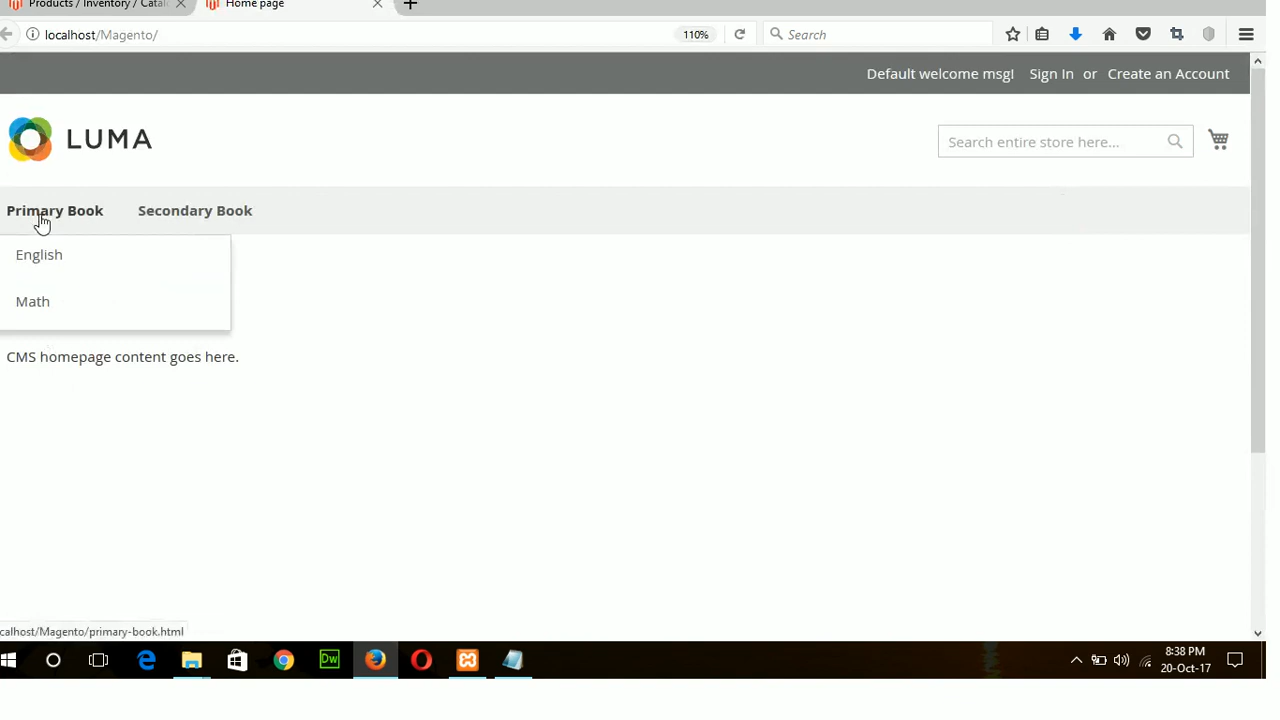 Products / Inventory / Catal
Home page
localhost/Magento/
110%
Search
Default welcome msg! Sign In or Create an Account
LUMA
Search entire store here...
Primary Book
Secondary Book
English
Math
CMS homepage content goes here.
calhost/Magento/primary-book.html
Dw
8:38 PM
20-Oct-17